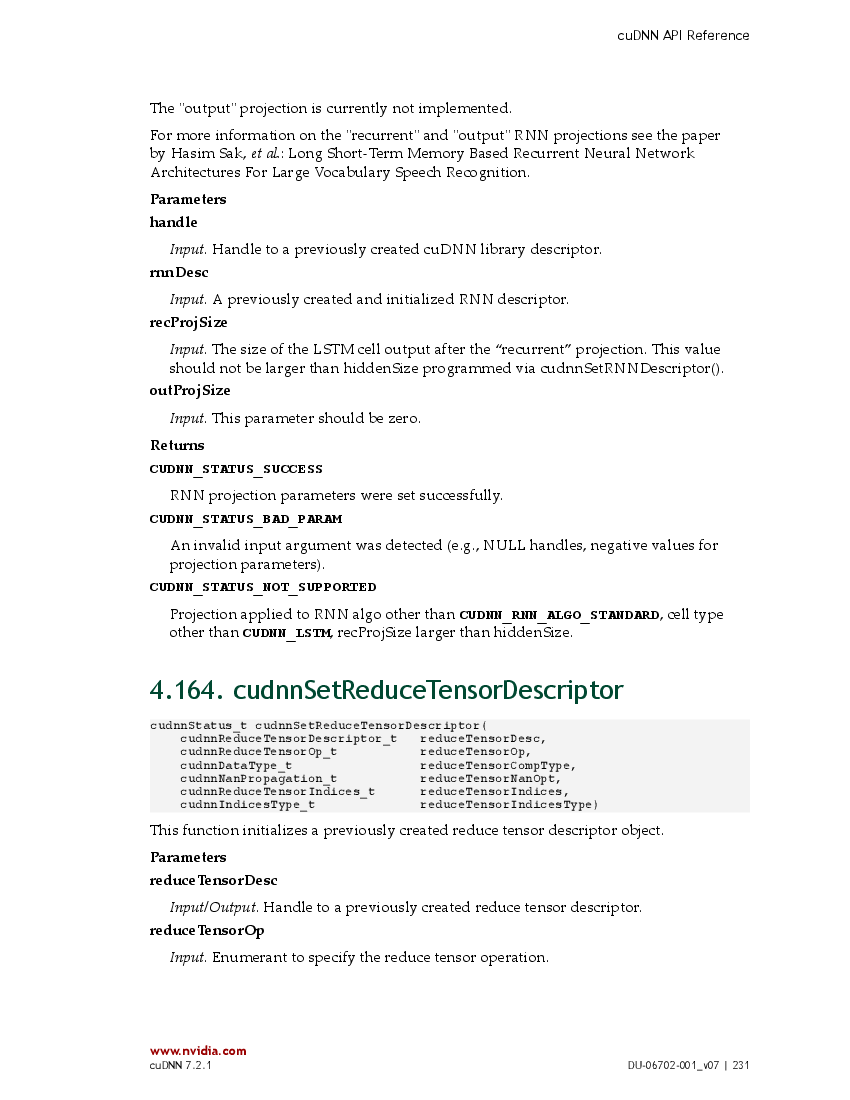 cuDNN API Reference
The "output" projection is currently not implemented.
For more information on the "recurrent" and "output" RNN projections see the paper
by Hasim Sak, et al.: Long Short-Term Memory Based Recurrent Neural Network
Architectures For Large Vocabulary Speech Recognition.
Parameters
handle
Input. Handle to a previously created cuDNN library descriptor.
rnnDesc
Input. A previously created and initialized RNN descriptor.
recProjSize
Input. The size of the LSTM cell output after the “recurrent” projection. This value
should not be larger than hiddenSize programmed via cudnnSetRNNDescriptor().
outProjSize
Input. This parameter should be zero.
Returns
CUDNN_STATUS_SUCCESS
RNN projection parameters were set successfully.
CUDNN_STATUS_BAD_PARAM
An invalid input argument was detected (e.g., NULL handles, negative values for
projection parameters).
CUDNN_STATUS_NOT_SUPPORTED
Projection applied to RNN algo other than CUDNN_RNN_ALGO_STANDARD, cell type
other than CUDNN_LSTM, recProjSize larger than hiddenSize.
4.164. cudnnSetReduceTensorDescriptor
cudnnStatus_t cudnnSetReduceTensorDescriptor(
cudnnReduceTensorDescriptor_t reduceTensorDesc,
cudnnReduceTensorOp_t reduceTensorOp,
cudnnDataType_t reduceTensorCompType,
cudnnNanPropagation_t reduceTensorNanOpt,
cudnnReduceTensorIndices_t reduceTensorIndices,
cudnnIndicesType_t reduceTensorIndicesType)
This function initializes a previously created reduce tensor descriptor object.
Parameters
reduceTensorDesc
Input/Output. Handle to a previously created reduce tensor descriptor.
reduceTensorOp
Input. Enumerant to specify the reduce tensor operation.
www.nvidia.com
cuDNN 7.2.1 DU-06702-001_v07 | 231